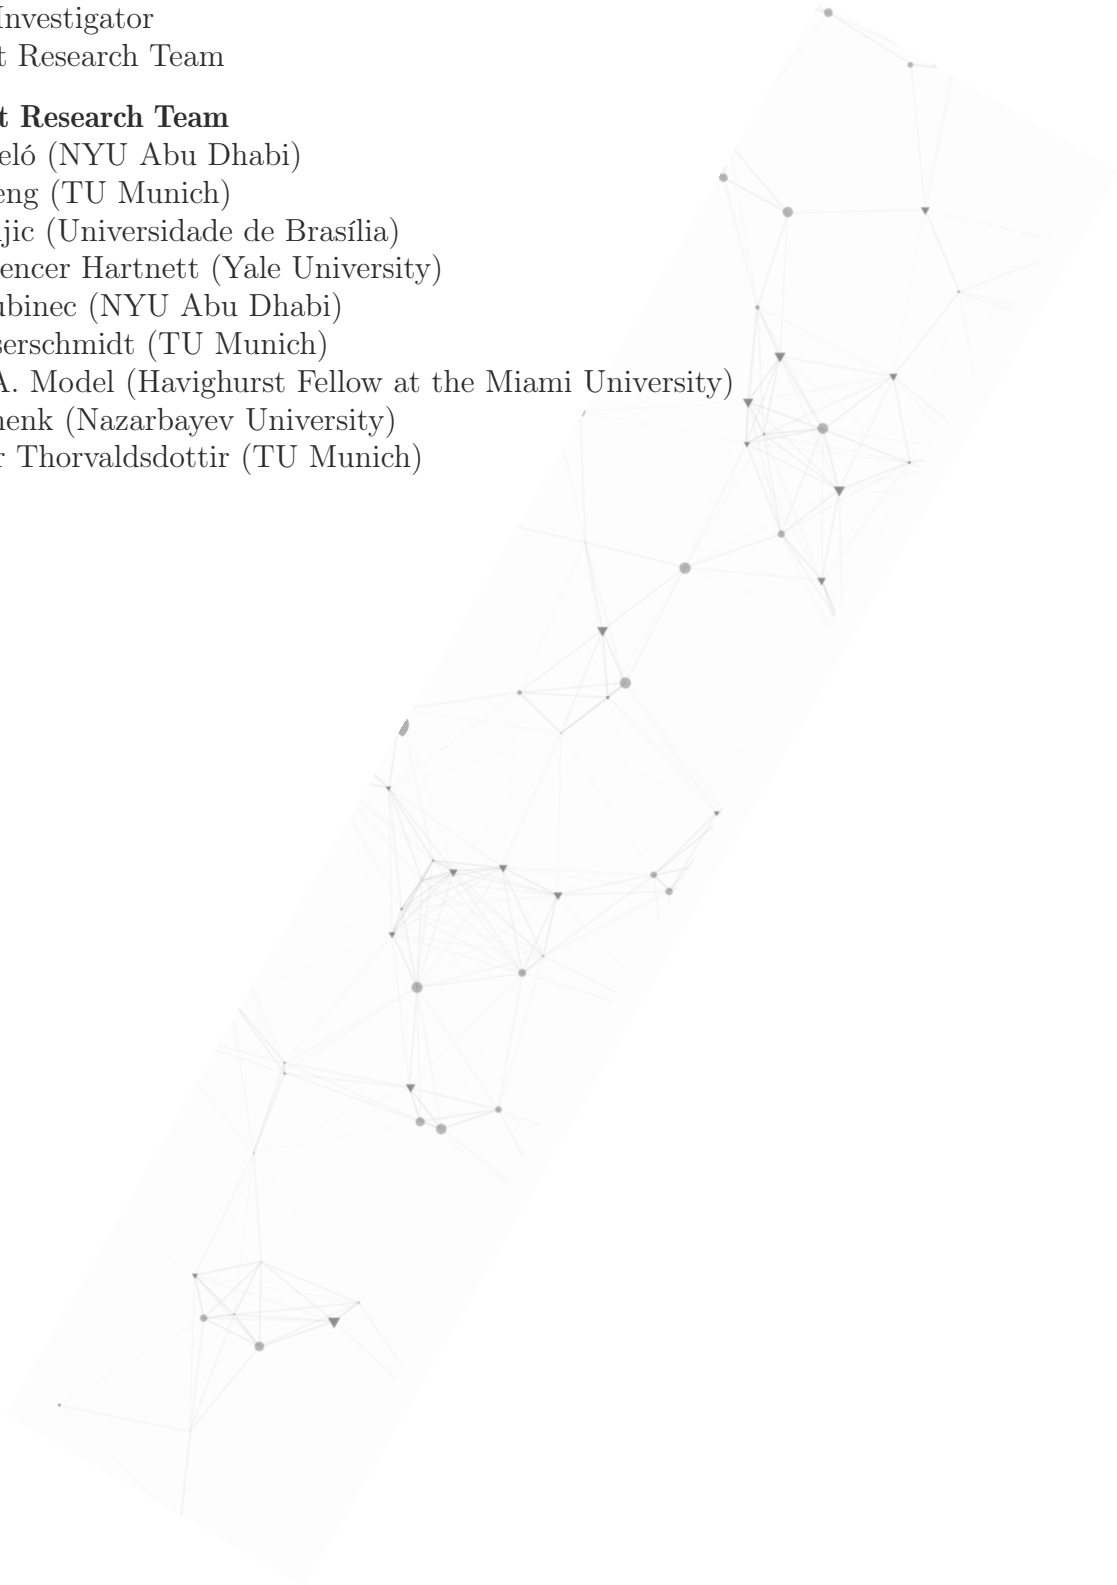 Investigator
t Research Team
t Research Team
eló (NYU Abu Dhabi)
eng (TU Munich)
jic (Universidade de Brasília)
encer Hartnett (Yale University)
ubinec (NYU Abu Dhabi)
serschmidt (TU Munich)
A. Model (Havighurst Fellow at the Miami University)
henk (Nazarbayev University)
r Thorvaldsdottir (TU Munich)